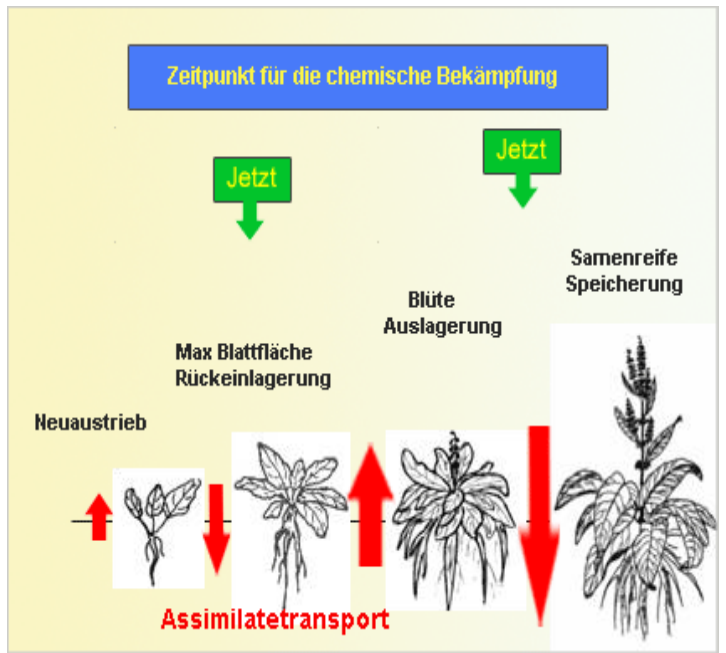 Zeitpunkt für die chemische Bekämpfung
Jetzt
Jetzt
Samenreife
Speicherung
Blüte
Auslagerung
Max Blattfläche
Rückeinlagerung
Neuaustrieb
Assimilatetransport